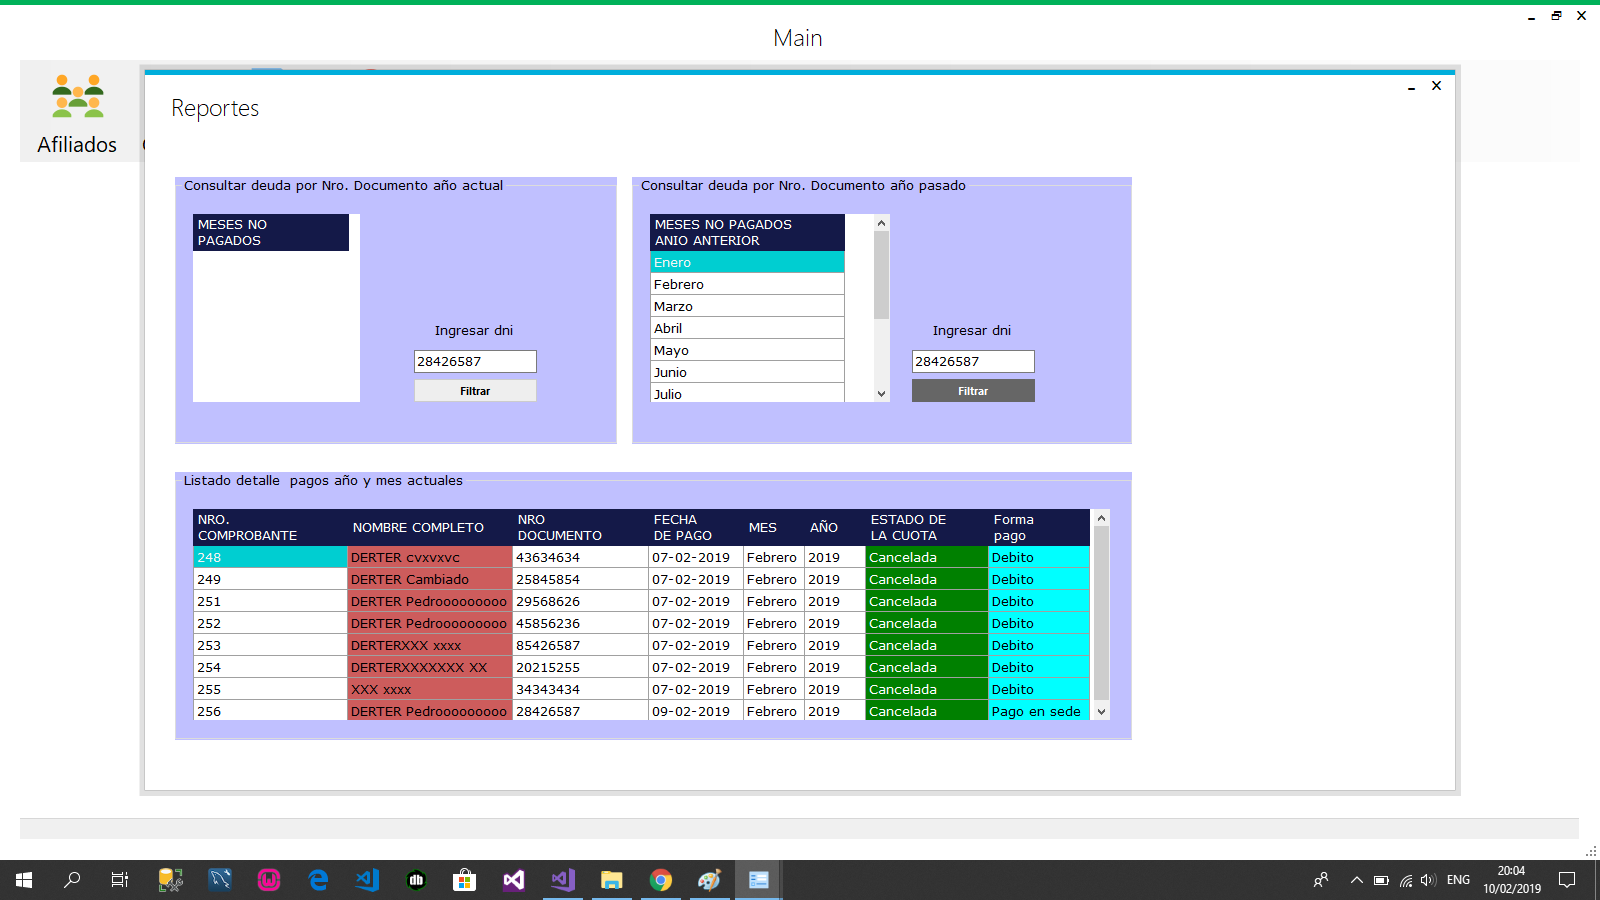 Main
Afiliados
Reportes
Consultar deuda por Nro. Documento año actual
MESES NO
PAGADOS
Ingresar dni
28426587
Filtrar
Consultar deuda por Nro. Documento año pasado
MESES NO PAGADOS
ANIO ANTERIOR
Enero
Febrero
Marzo
Abril
Mayo
Junio
Julio
Ingresar dni
28426587
Filtrar
Listado detalle  pagos año y mes actuales
NRO. COMPROBANTE NOMBRE COMPLETO NRO DOCUMENTO FECHA DE PAGO MES AÑO ESTADO DE LA CUOTA Forma pago
248 DERTER cvxvxvc 43634634 07-02-2019 Febrero 2019 Cancelada Debito
249 DERTER Cambiado 25845854 07-02-2019 Febrero 2019 Cancelada Debito
251 DERTER Pedrooooooooo 29568626 07-02-2019 Febrero 2019 Cancelada Debito
252 DERTER Pedrooooooooo 45856236 07-02-2019 Febrero 2019 Cancelada Debito
253 DERTERXXX xxxx 85426587 07-02-2019 Febrero 2019 Cancelada Debito
254 DERTERXXXXXXX XX 20215255 07-02-2019 Febrero 2019 Cancelada Debito
255 XXX xxxx 34343434 07-02-2019 Febrero 2019 Cancelada Debito
256 DERTER Pedrooooooooo 28426587 09-02-2019 Febrero 2019 Cancelada Pago en sede
ENG
20:04
10/02/2019